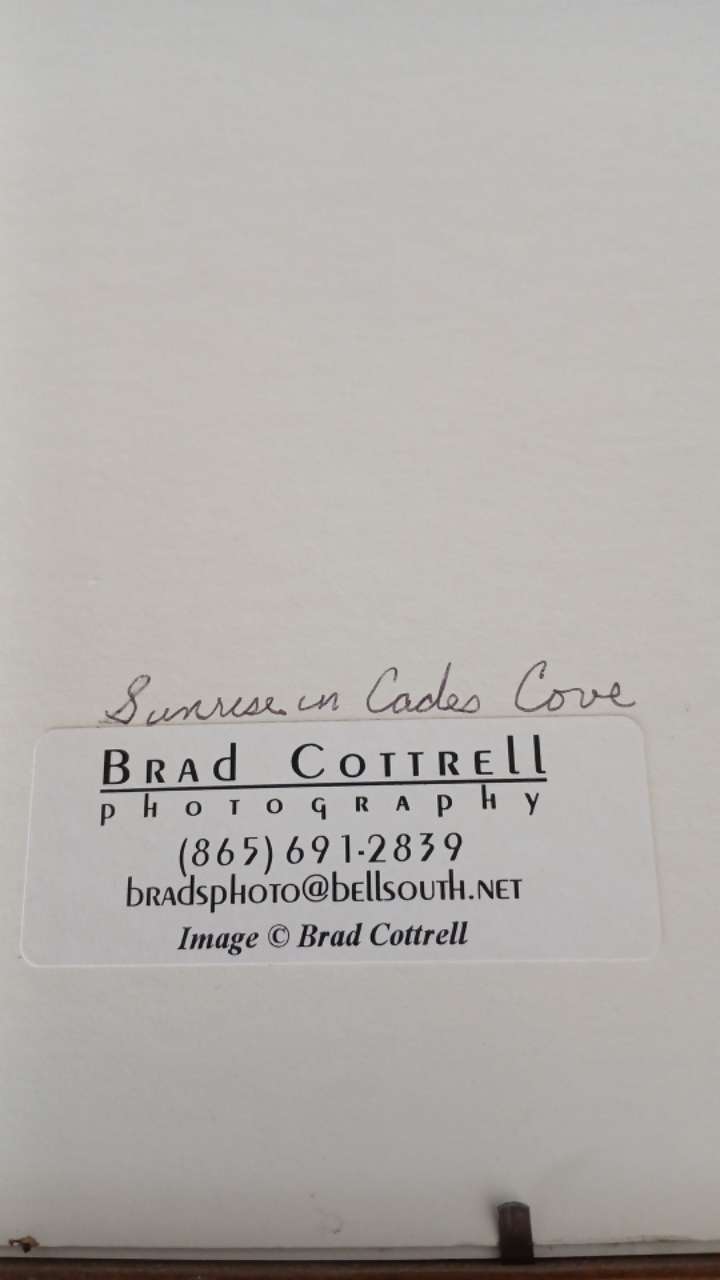 Sunrise in Cades Cove
Brad Cottrell
photography
(865) 691-2839
bradsphoto@bellsouth.net
Image © Brad Cottrell